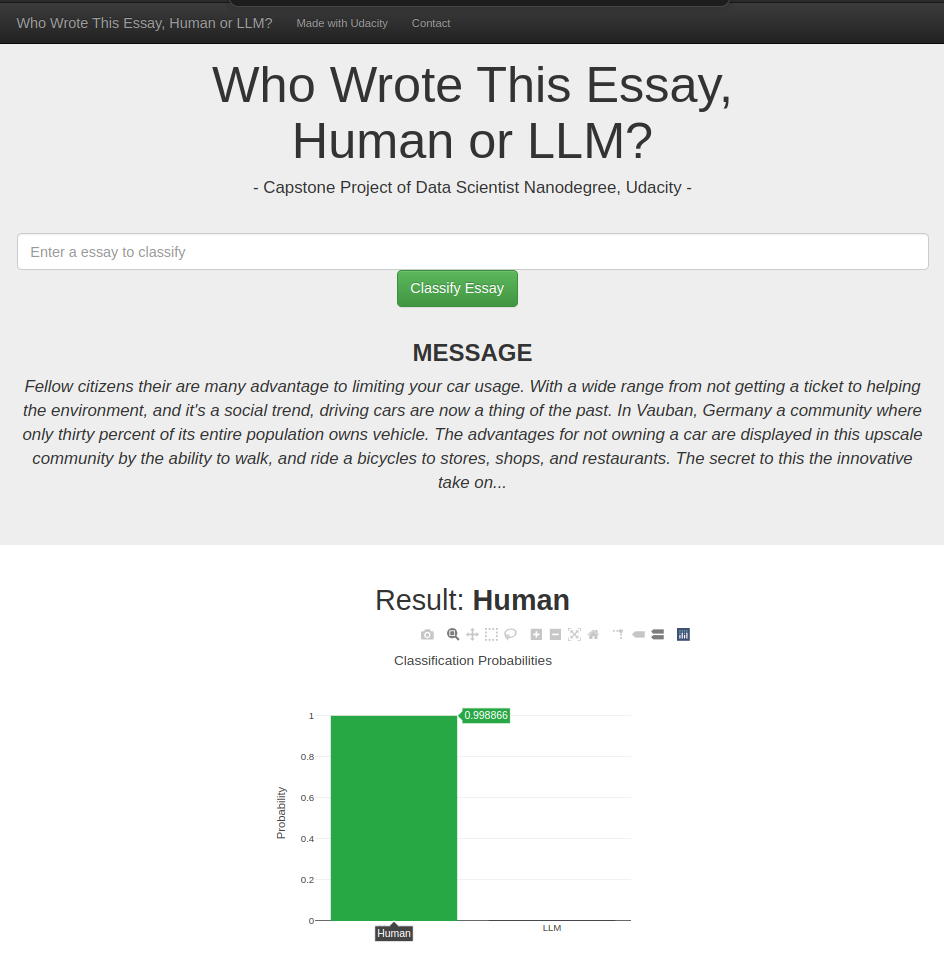 Who Wrote This Essay, Human or LLM? Made with Udacity Contact
Who Wrote This Essay,
Human or LLM?
- Capstone Project of Data Scientist Nanodegree, Udacity -
Enter a essay to classify
Classify Essay
MESSAGE
Fellow citizens their are many advantage to limiting your car usage. With a wide range from not getting a ticket to helping
the environment, and it's a social trend, driving cars are now a thing of the past. In Vauban, Germany a community where
only thirty percent of its entire population owns vehicle. The advantages for not owning a car are displayed in this upscale
community by the ability to walk, and ride a bicycles to stores, shops, and restaurants. The secret to this the innovative
take on...
Result: Human
Classification Probabilities
1
0.998866
0.8
0.6
Probability
0.4
0.2
0
Human
LLM